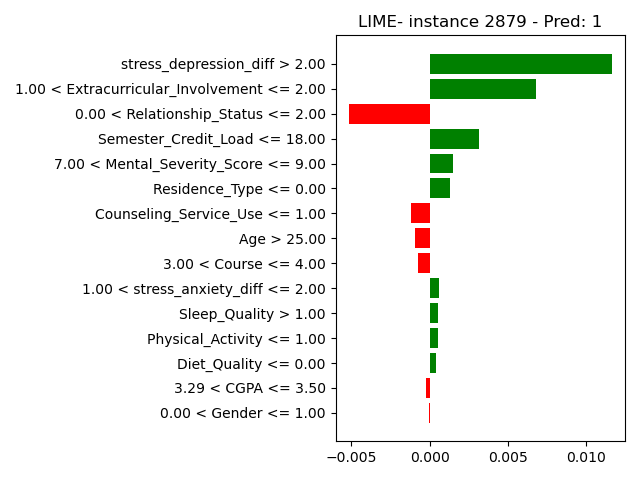 LIME- instance 2879 - Pred: 1
stress_depression_diff > 2.00
1.00 < Extracurricular_Involvement <= 2.00
0.00 < Relationship_Status <= 2.00
Semester_Credit_Load <= 18.00
7.00 < Mental_Severity_Score <= 9.00
Residence_Type <= 0.00
Counseling_Service_Use <= 1.00
Age > 25.00
3.00 < Course <= 4.00
1.00 < stress_anxiety_diff <= 2.00
Sleep_Quality > 1.00
Physical_Activity <= 1.00
Diet_Quality <= 0.00
3.29 < CGPA <= 3.50
0.00 < Gender <= 1.00
−0.005 0.000 0.005 0.010